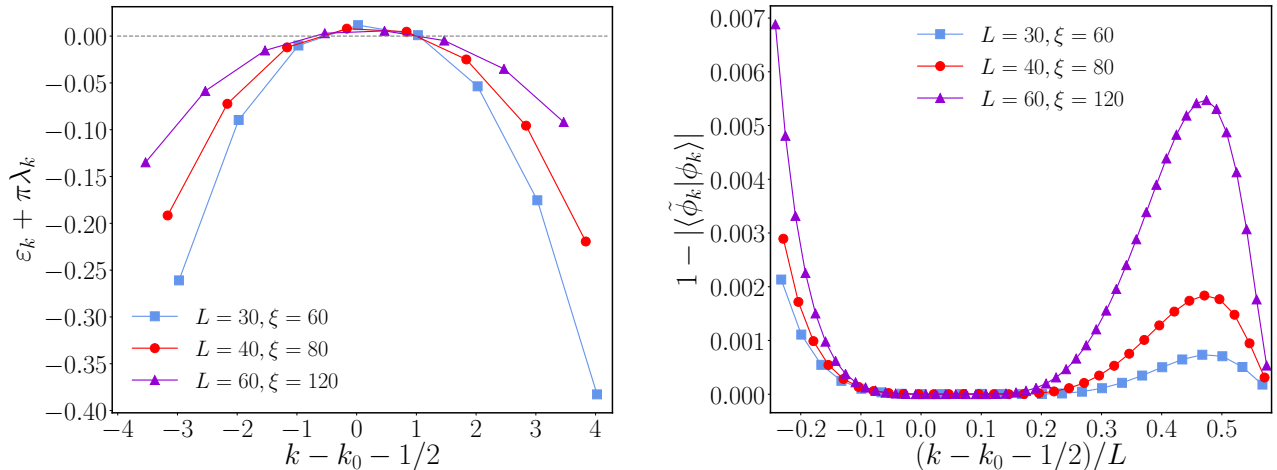 0.00
−0.05
−0.10
−0.15
−0.20
−0.25
−0.30
−0.35
−0.40
ε_k + πλ_k
L = 30, ξ = 60
L = 40, ξ = 80
L = 60, ξ = 120
−4 −3 −2 −1 0 1 2 3 4
k − k_0 − 1/2
0.007
0.006
0.005
0.004
0.003
0.002
0.001
0.000
1 − |⟨ϕ̃_k|ϕ_k⟩|
L = 30, ξ = 60
L = 40, ξ = 80
L = 60, ξ = 120
−0.2 −0.1 0.0 0.1 0.2 0.3 0.4 0.5
(k − k_0 − 1/2)/L